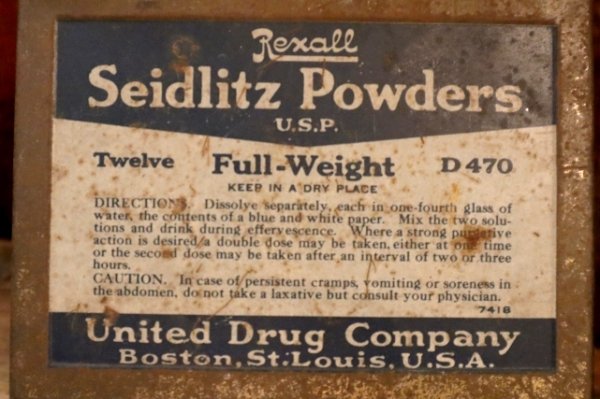 Rexall
Seidlitz Powders
U.S.P.
Twelve Full-Weight D 470
KEEP IN A DRY PLACE
DIRECTIONS. Dissolve separately, each in one-fourth glass of
water, the contents of a blue and white paper. Mix the two solu-
tions and drink during effervescence. Where a strong purgative
action is desired a double dose may be taken, either at one time
or the second dose may be taken after an interval of two or three
hours.
CAUTION. In case of persistent cramps, vomiting or soreness in
the abdomen, do not take a laxative but consult your physician.
741B
United Drug Company
Boston, St. Louis, U.S.A.